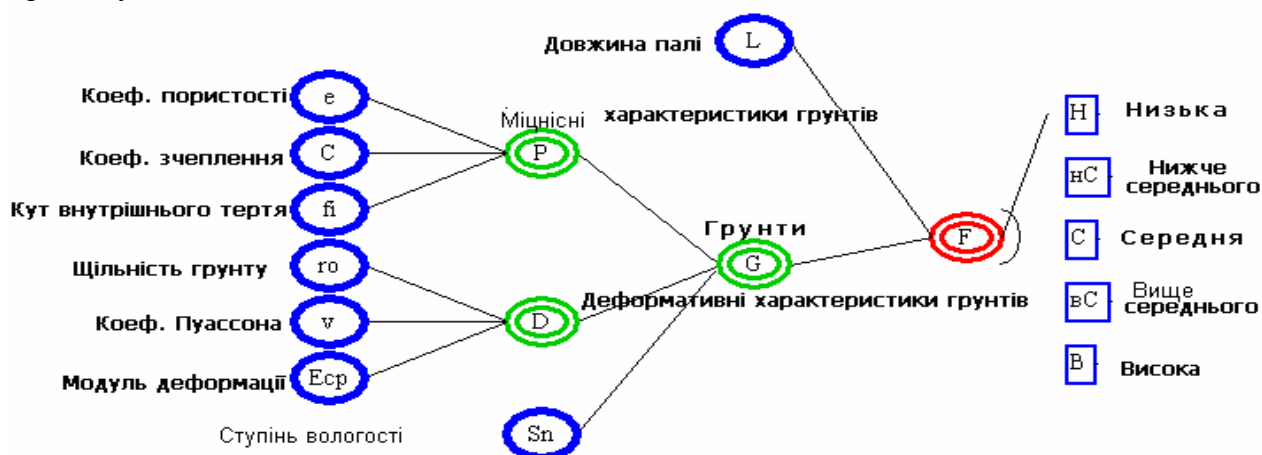 Довжина палі L
Коеф. пористості e
Міцнісні характеристики грунтів
Н Низька
Коеф. зчеплення C
P
нС Нижче
середнього
Кут внутрішнього тертя fi
Грунти
F
С Середня
Щільність грунту ro
G
Деформативні характеристики грунтів
вС Вище
середнього
Коеф. Пуассона v
D
Модуль деформації Еср
В Висока
Ступінь вологості Sn